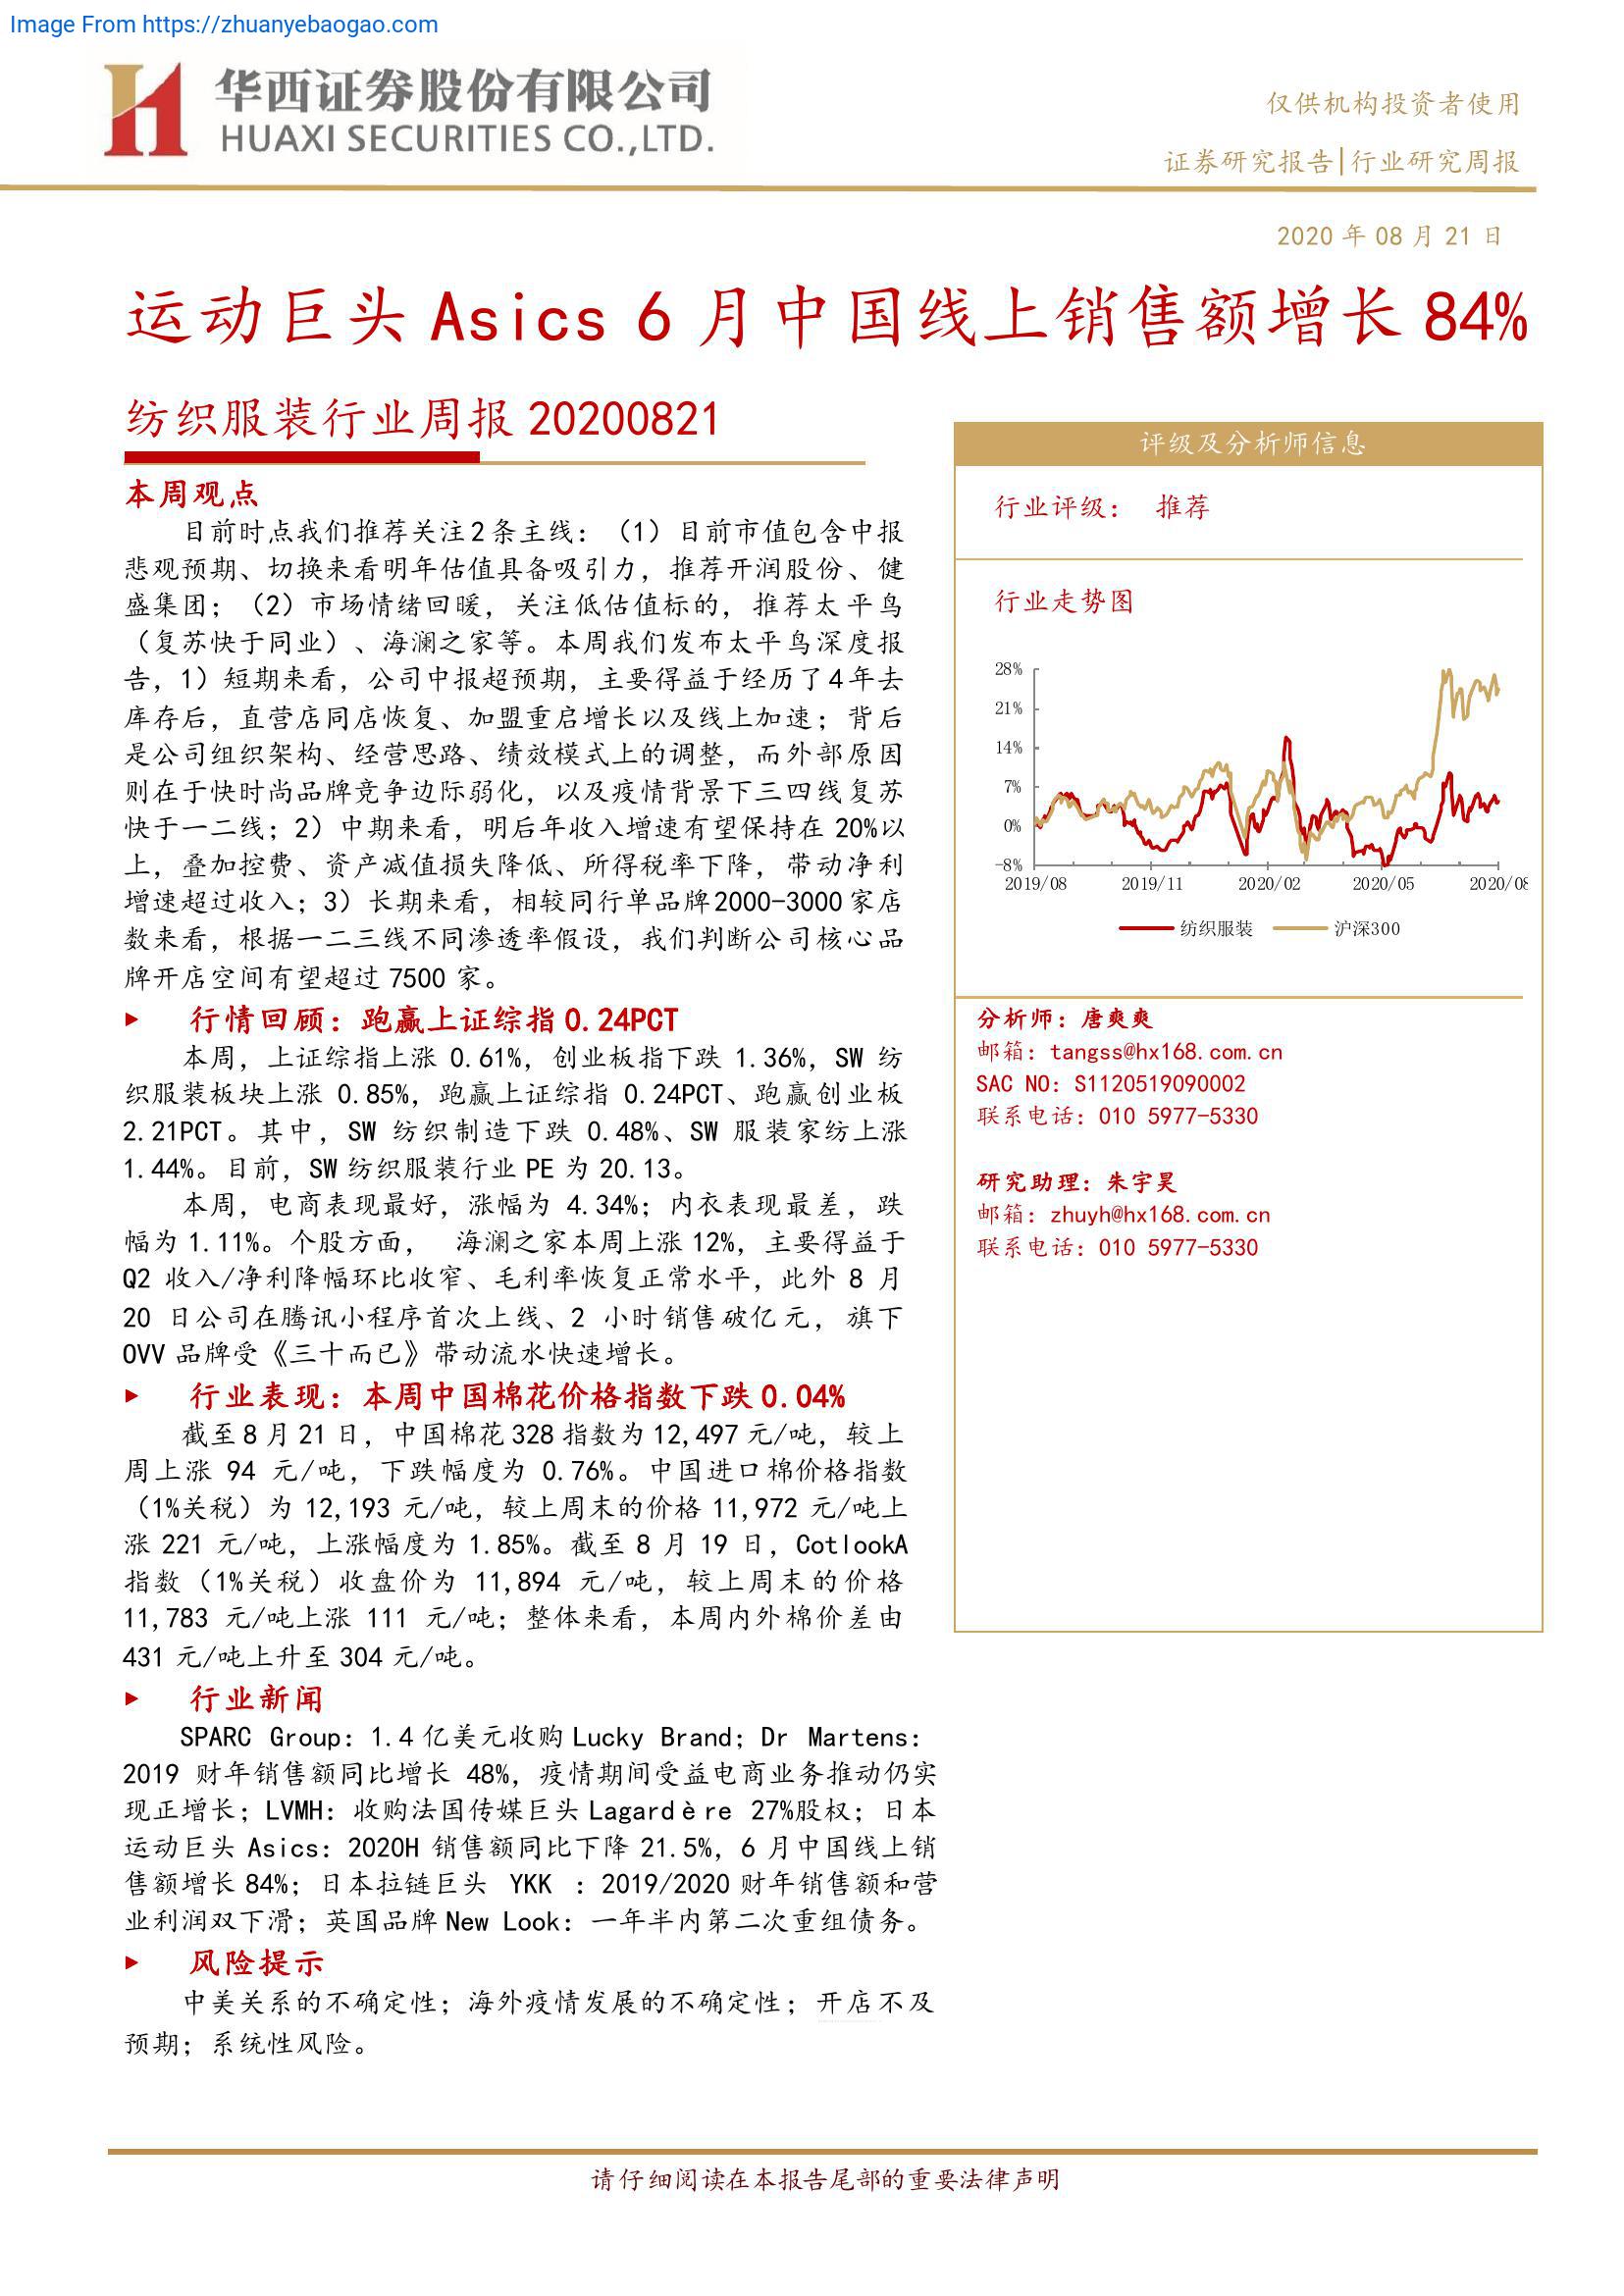 Image From https://zhuanyebaogao.com
华西证券股份有限公司
HUAXI SECURITIES CO.,LTD.
仅供机构投资者使用
证券研究报告|行业研究周报
2020 年 08 月 21 日
运动巨头 Asics 6 月中国线上销售额增长 84%
纺织服装行业周报 20200821
本周观点
目前时点我们推荐关注2条主线：（1）目前市值包含中报
悲观预期、切换来看明年估值具备吸引力，推荐开润股份、健
盛集团；（2）市场情绪回暖，关注低估值标的，推荐太平鸟
（复苏快于同业）、海澜之家等。本周我们发布太平鸟深度报
告，1）短期来看，公司中报超预期，主要得益于经历了4年去
库存后，直营店同店恢复、加盟重启增长以及线上加速；背后
是公司组织架构、经营思路、绩效模式上的调整，而外部原因
则在于快时尚品牌竞争边际弱化，以及疫情背景下三四线复苏
快于一二线；2）中期来看，明后年收入增速有望保持在 20%以
上，叠加控费、资产减值损失降低、所得税率下降，带动净利
增速超过收入；3）长期来看，相较同行单品牌2000-3000家店
数来看，根据一二三线不同渗透率假设，我们判断公司核心品
牌开店空间有望超过 7500 家。
行情回顾：跑赢上证综指 0.24PCT
本周，上证综指上涨 0.61%，创业板指下跌 1.36%，SW 纺
织服装板块上涨 0.85%，跑赢上证综指 0.24PCT、跑赢创业板
2.21PCT。其中，SW 纺织制造下跌 0.48%、SW 服装家纺上涨
1.44%。目前，SW 纺织服装行业 PE 为 20.13。
本周，电商表现最好，涨幅为 4.34%；内衣表现最差，跌
幅为 1.11%。个股方面， 海澜之家本周上涨 12%，主要得益于
Q2 收入/净利降幅环比收窄、毛利率恢复正常水平，此外 8 月
20 日公司在腾讯小程序首次上线、2 小时销售破亿元，旗下
OVV 品牌受《三十而已》带动流水快速增长。
行业表现：本周中国棉花价格指数下跌 0.04%
截至8月21日，中国棉花328指数为12,497元/吨，较上
周上涨 94 元/吨，下跌幅度为 0.76%。中国进口棉价格指数
（1%关税）为 12,193 元/吨，较上周末的价格 11,972 元/吨上
涨 221 元/吨，上涨幅度为 1.85%。截至 8 月 19 日，CotlookA
指数（1%关税）收盘价为 11,894 元/吨，较上周末的价格
11,783 元/吨上涨 111 元/吨；整体来看，本周内外棉价差由
431 元/吨上升至 304 元/吨。
行业新闻
SPARC Group：1.4 亿美元收购 Lucky Brand；Dr Martens：
2019 财年销售额同比增长 48%，疫情期间受益电商业务推动仍实
现正增长；LVMH：收购法国传媒巨头 Lagardère 27%股权；日本
运动巨头 Asics：2020H 销售额同比下降 21.5%，6 月中国线上销
售额增长 84%；日本拉链巨头 YKK ：2019/2020 财年销售额和营
业利润双下滑；英国品牌 New Look：一年半内第二次重组债务。
风险提示
中美关系的不确定性；海外疫情发展的不确定性；开店不及
预期；系统性风险。
评级及分析师信息
行业评级： 推荐
行业走势图
28%
21%
14%
7%
0%
-8%
2019/08 2019/11 2020/02 2020/05 2020/08
纺织服装 沪深300
分析师：唐爽爽
邮箱：tangss@hx168.com.cn
SAC NO：S1120519090002
联系电话：010 5977-5330
研究助理：朱宇昊
邮箱：zhuyh@hx168.com.cn
联系电话：010 5977-5330
请仔细阅读在本报告尾部的重要法律声明